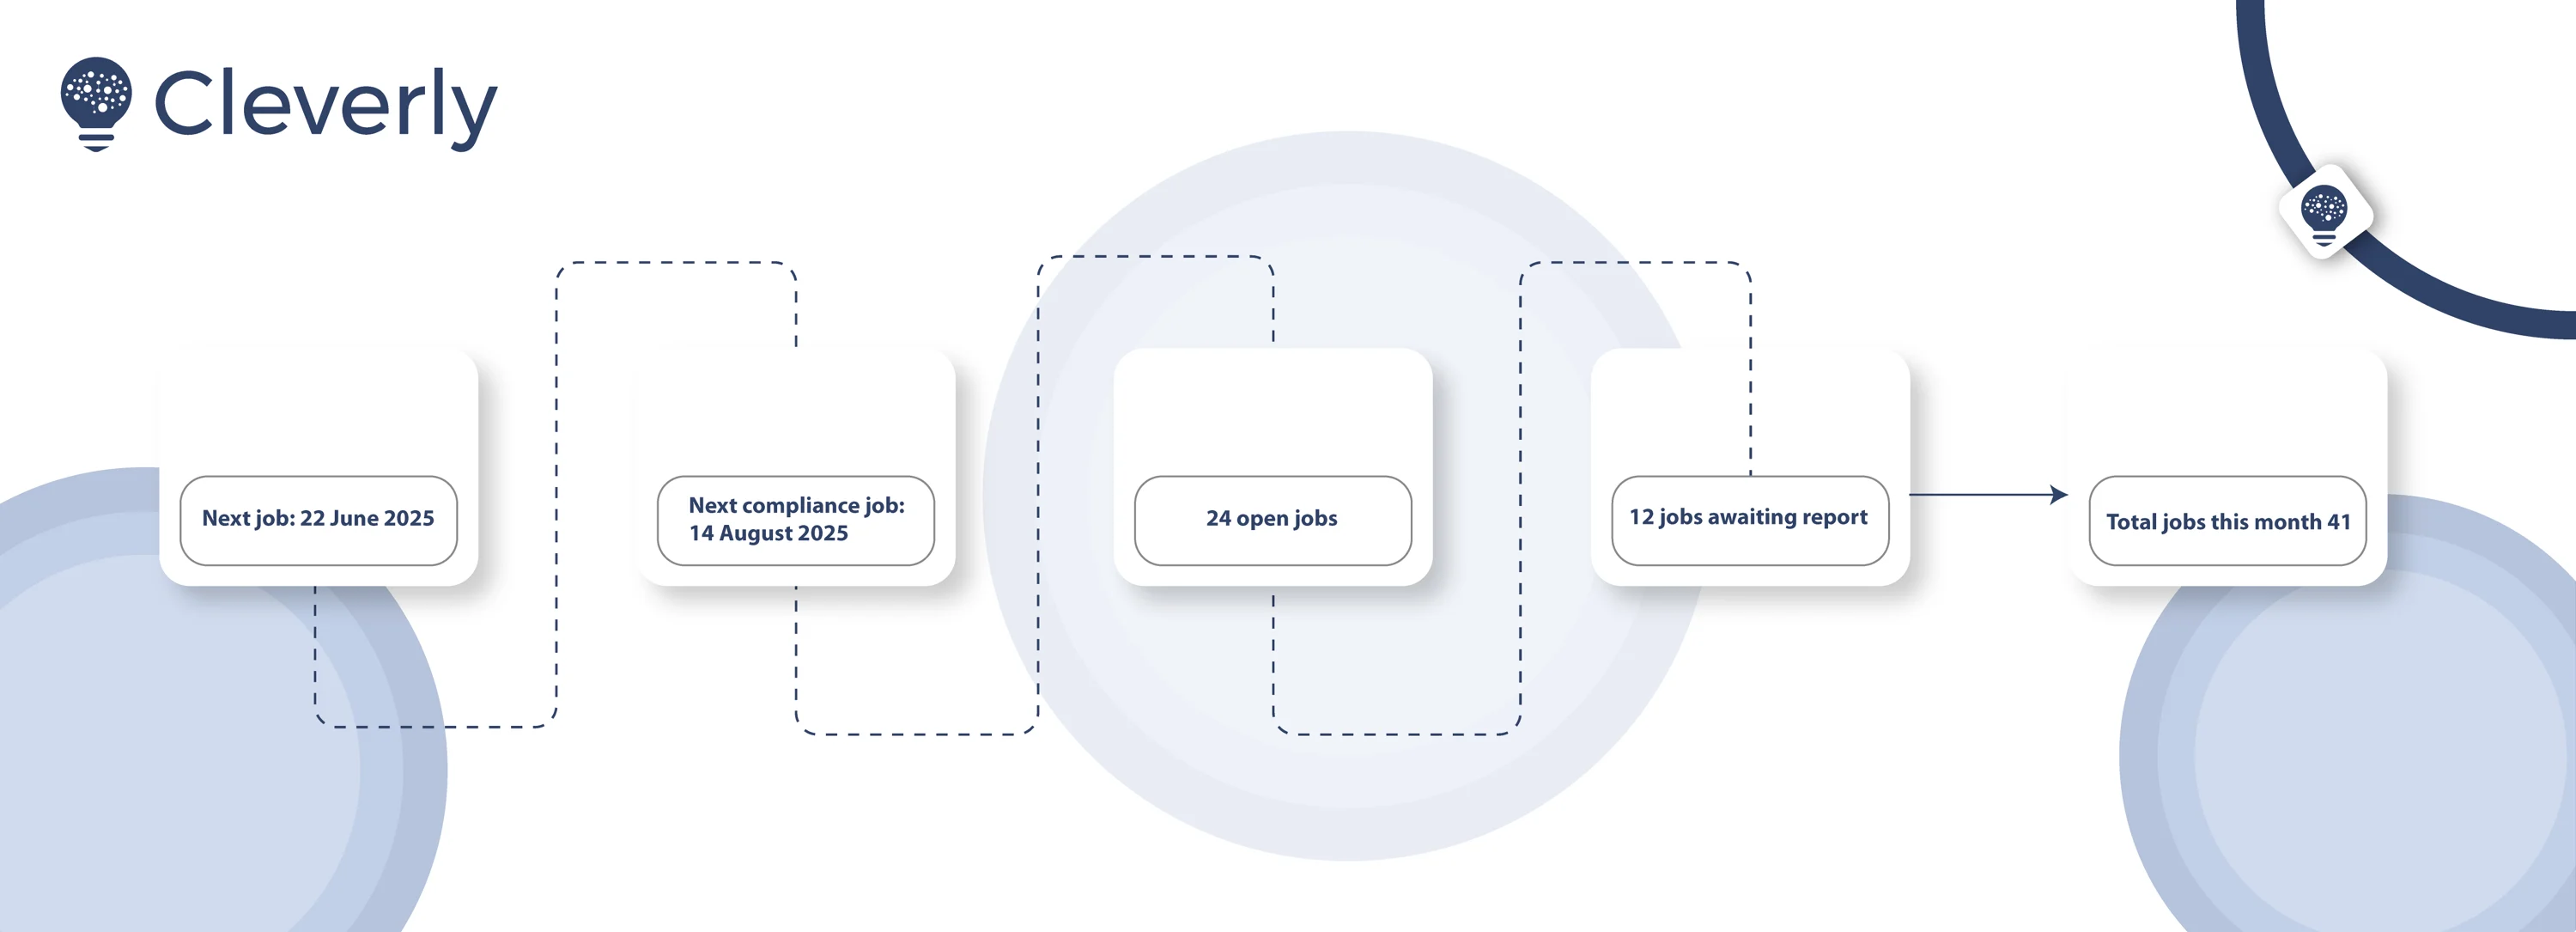 Cleverly
Next job: 22 June 2025
Next compliance job:
14 August 2025
24 open jobs
12 jobs awaiting report
Total jobs this month 41